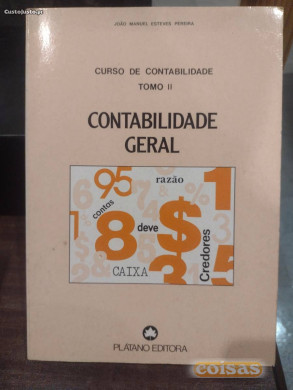 CustoJusto.pt
JOÃO MANUEL ESTEVES PEREIRA
CURSO DE CONTABILIDADE
TOMO II
CONTABILIDADE
GERAL
95
razão
%
1
contas
8
deve
$
Credores
CAIXA
3
5
PLÁTANO EDITORA
coisas